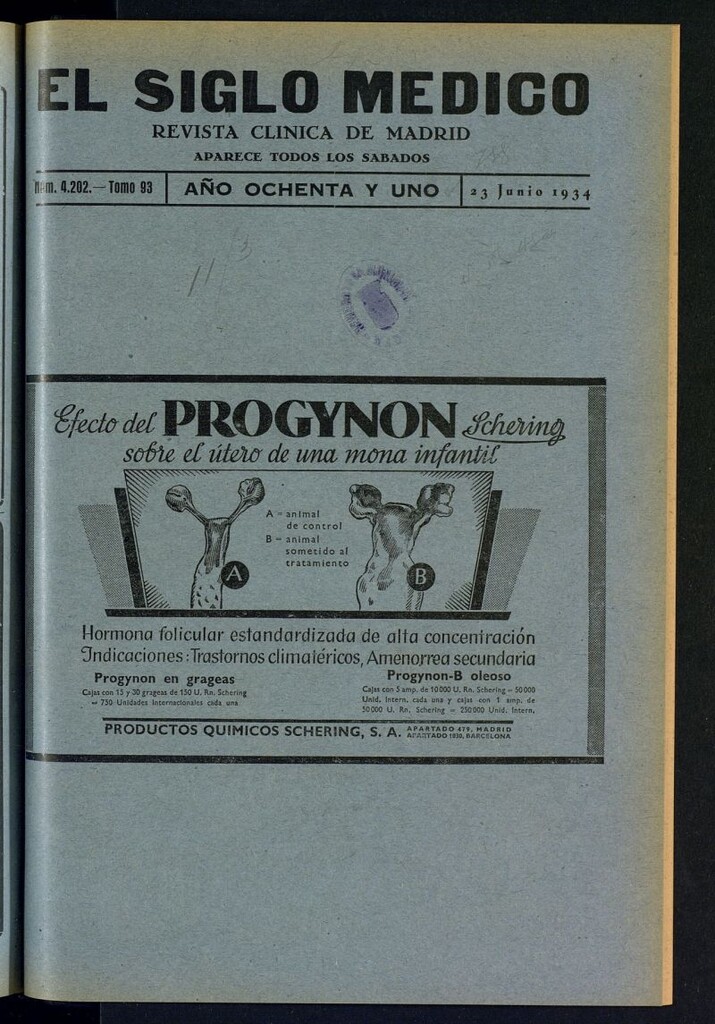 EL SIGLO MEDICO
REVISTA CLINICA DE MADRID
APARECE TODOS LOS SABADOS
Núm. 4.202.—Tomo 93
AÑO OCHENTA Y UNO
23 Junio 1934
Efecto del PROGYNON Schering
sobre el útero de una mona infantil
A = animal
de control
B = animal
sometido al
tratamiento
A
B
Hormona folicular estandardizada de alta concentración
Indicaciones: Trastornos climatéricos, Amenorrea secundaria
Progynon en grageas
Cajas con 15 y 30 grageas de 150 U. Rn. Schering
= 750 Unidades Internacionales cada una
Progynon-B oleoso
Cajas con 5 amp. de 10000 U. Rn. Schering = 50000
Unid. Intern. cada una y cajas con 1 amp. de
50000 U. Rn. Schering = 250000 Unid. Intern.
PRODUCTOS QUIMICOS SCHERING, S. A.
APARTADO 479, MADRID
APARTADO 1030, BARCELONA